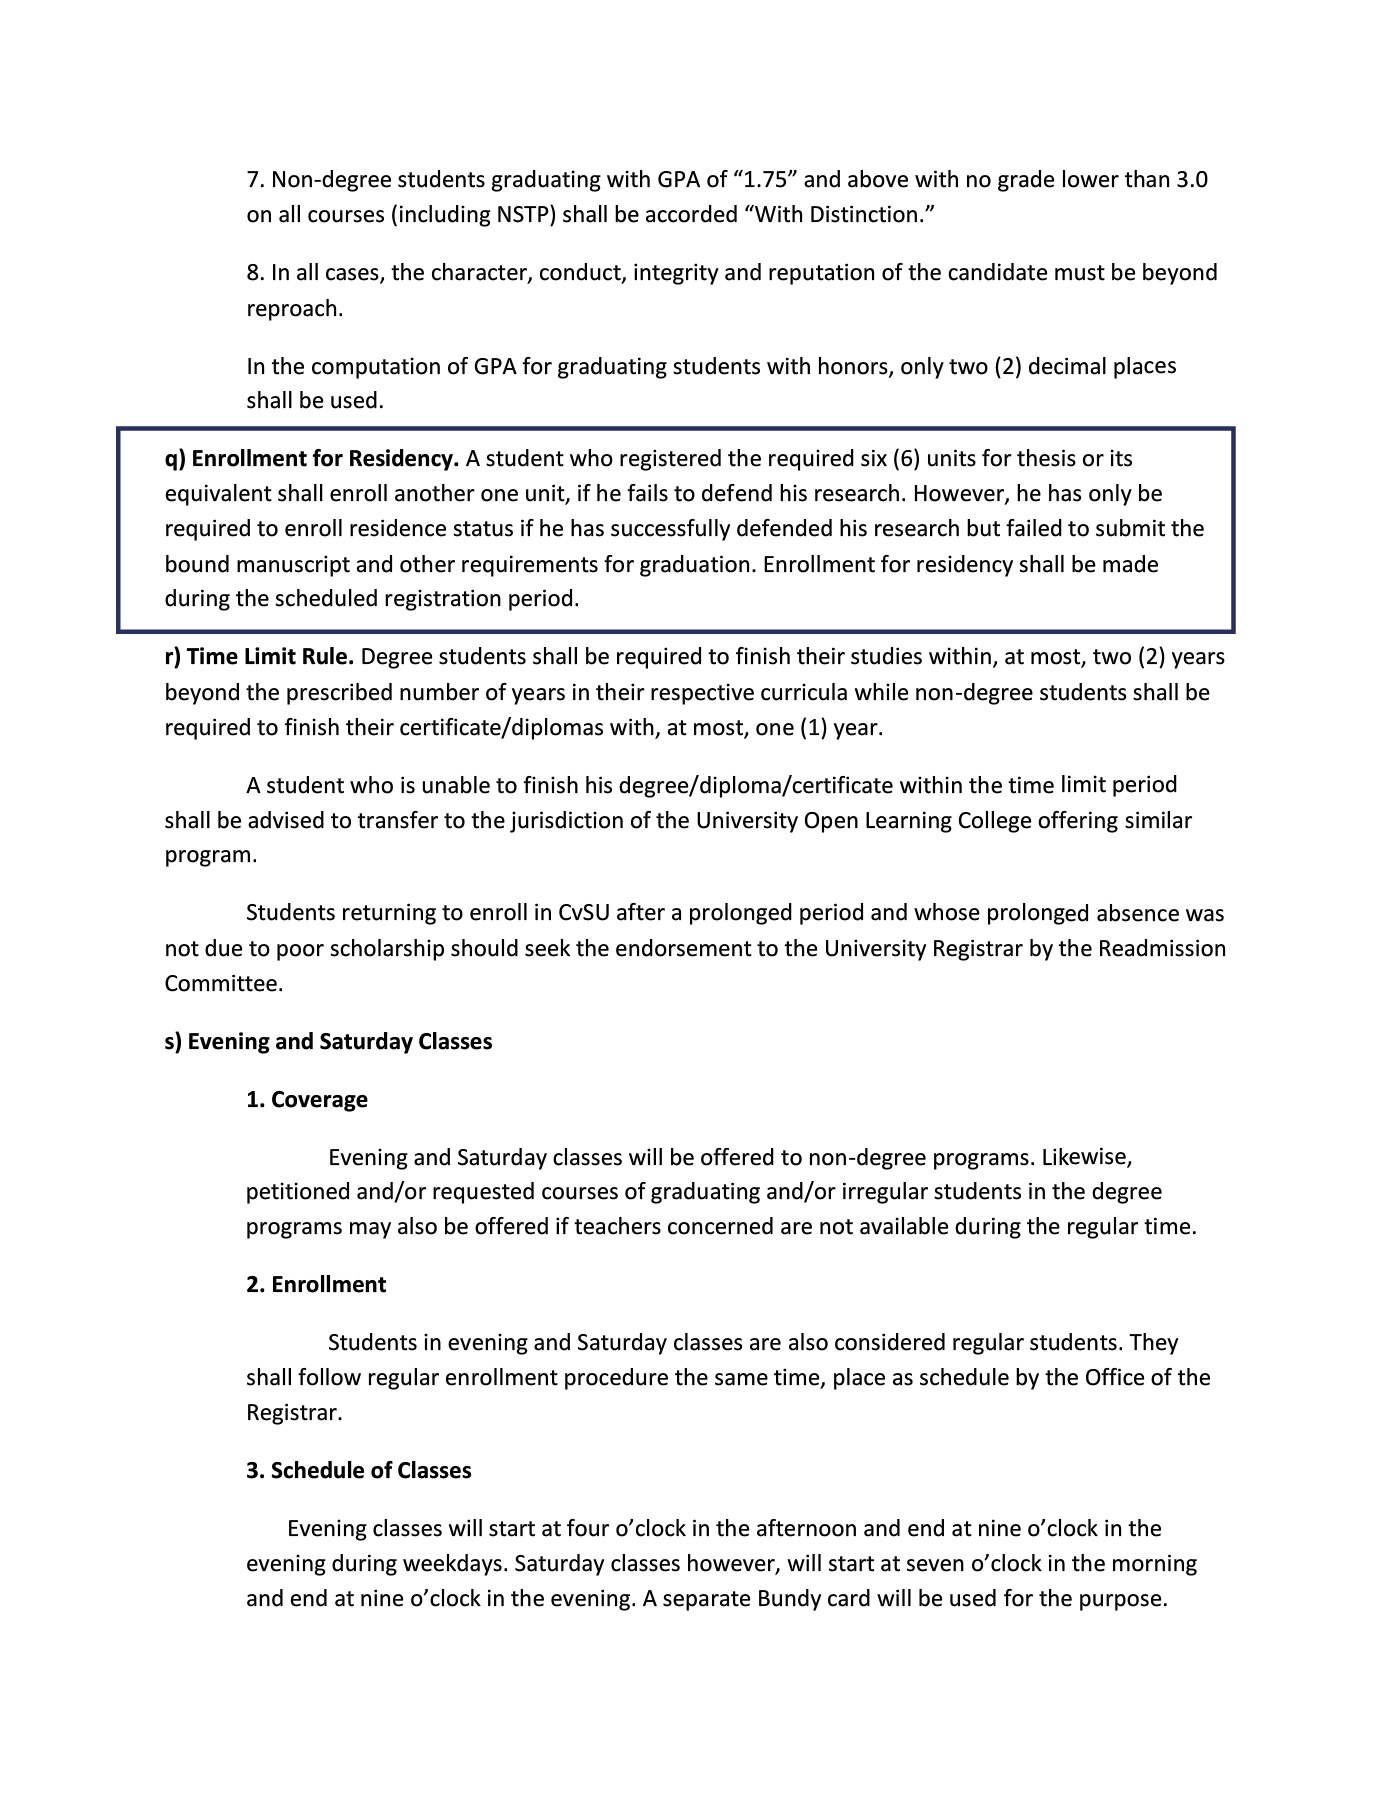 7. Non-degree students graduating with GPA of “1.75” and above with no grade lower than 3.0
on all courses (including NSTP) shall be accorded “With Distinction.”
8. In all cases, the character, conduct, integrity and reputation of the candidate must be beyond
reproach.
In the computation of GPA for graduating students with honors, only two (2) decimal places
shall be used.
q) Enrollment for Residency. A student who registered the required six (6) units for thesis or its
equivalent shall enroll another one unit, if he fails to defend his research. However, he has only be
required to enroll residence status if he has successfully defended his research but failed to submit the
bound manuscript and other requirements for graduation. Enrollment for residency shall be made
during the scheduled registration period.
r) Time Limit Rule. Degree students shall be required to finish their studies within, at most, two (2) years
beyond the prescribed number of years in their respective curricula while non-degree students shall be
required to finish their certificate/diplomas with, at most, one (1) year.
A student who is unable to finish his degree/diploma/certificate within the time limit period
shall be advised to transfer to the jurisdiction of the University Open Learning College offering similar
program.
Students returning to enroll in CvSU after a prolonged period and whose prolonged absence was
not due to poor scholarship should seek the endorsement to the University Registrar by the Readmission
Committee.
s) Evening and Saturday Classes
1. Coverage
Evening and Saturday classes will be offered to non-degree programs. Likewise,
petitioned and/or requested courses of graduating and/or irregular students in the degree
programs may also be offered if teachers concerned are not available during the regular time.
2. Enrollment
Students in evening and Saturday classes are also considered regular students. They
shall follow regular enrollment procedure the same time, place as schedule by the Office of the
Registrar.
3. Schedule of Classes
Evening classes will start at four o’clock in the afternoon and end at nine o’clock in the
evening during weekdays. Saturday classes however, will start at seven o’clock in the morning
and end at nine o’clock in the evening. A separate Bundy card will be used for the purpose.